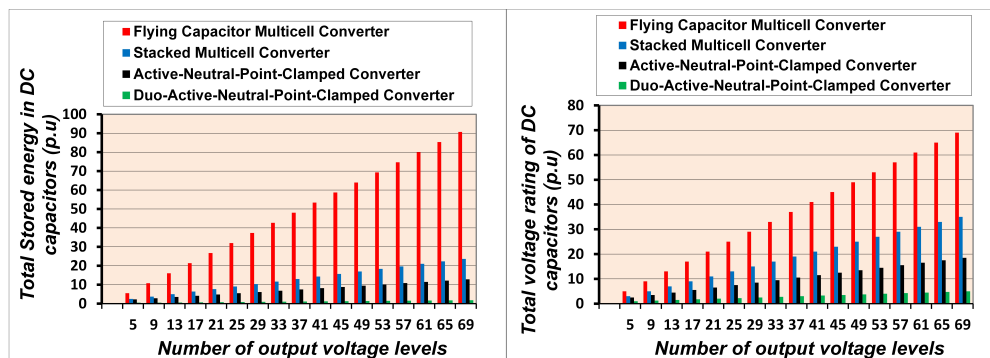 Flying Capacitor Multicell Converter
Stacked Multicell Converter
Active-Neutral-Point-Clamped Converter
Duo-Active-Neutral-Point-Clamped Converter
Total Stored energy in DC
capacitors (p.u)
100
90
80
70
60
50
40
30
20
10
0
5 9 13 17 21 25 29 33 37 41 45 49 53 57 61 65 69
Number of output voltage levels
Flying Capacitor Multicell Converter
Stacked Multicell Converter
Active-Neutral-Point-Clamped Converter
Duo-Active-Neutral-Point-Clamped Converter
Total voltage rating of DC
capacitors (p.u)
80
70
60
50
40
30
20
10
0
5 9 13 17 21 25 29 33 37 41 45 49 53 57 61 65 69
Number of output voltage levels